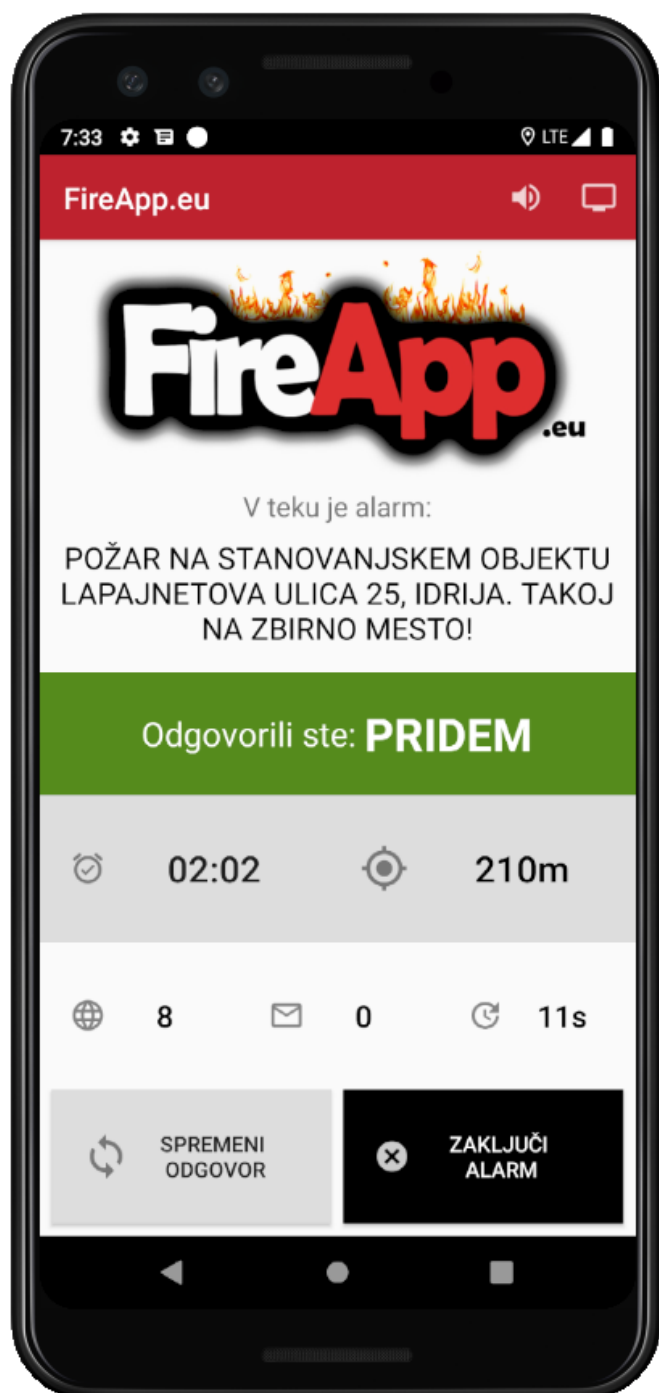 7:33 LTE
FireApp.eu
FireApp
.eu
V teku je alarm:
POŽAR NA STANOVANJSKEM OBJEKTU
LAPAJNETOVA ULICA 25, IDRIJA. TAKOJ
NA ZBIRNO MESTO!
Odgovorili ste: PRIDEM
02:02 210m
8 0 11s
SPREMENI
ODGOVOR
ZAKLJUČI
ALARM